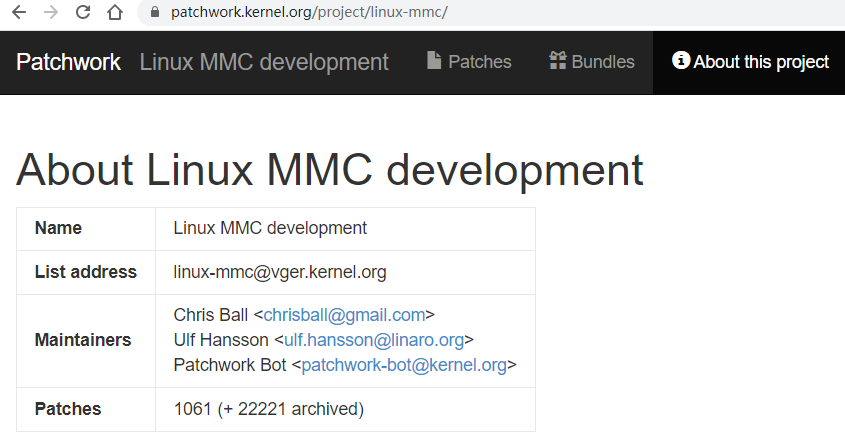 patchwork.kernel.org/project/linux-mmc/
Patchwork Linux MMC development Patches Bundles About this project
About Linux MMC development
Name Linux MMC development
List address linux-mmc@vger.kernel.org
Maintainers
Chris Ball <chrisball@gmail.com>
Ulf Hansson <ulf.hansson@linaro.org>
Patchwork Bot <patchwork-bot@kernel.org>
Patches 1061 (+ 22221 archived)